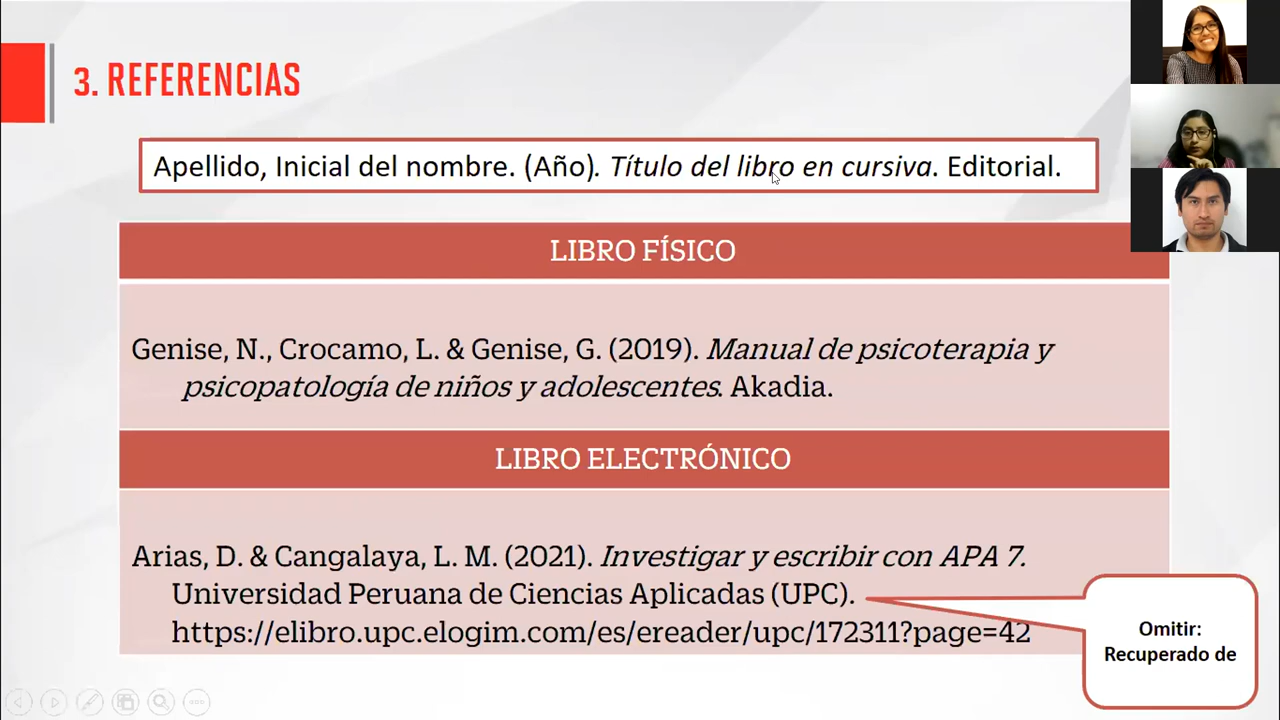 3. REFERENCIAS
Apellido, Inicial del nombre. (Año). Título del libro en cursiva. Editorial.
LIBRO FÍSICO
Genise, N., Crocamo, L. & Genise, G. (2019). Manual de psicoterapia y
psicopatología de niños y adolescentes. Akadia.
LIBRO ELECTRÓNICO
Arias, D. & Cangalaya, L. M. (2021). Investigar y escribir con APA 7.
Universidad Peruana de Ciencias Aplicadas (UPC).
https://elibro.upc.elogim.com/es/ereader/upc/172311?page=42
Omitir:
Recuperado de